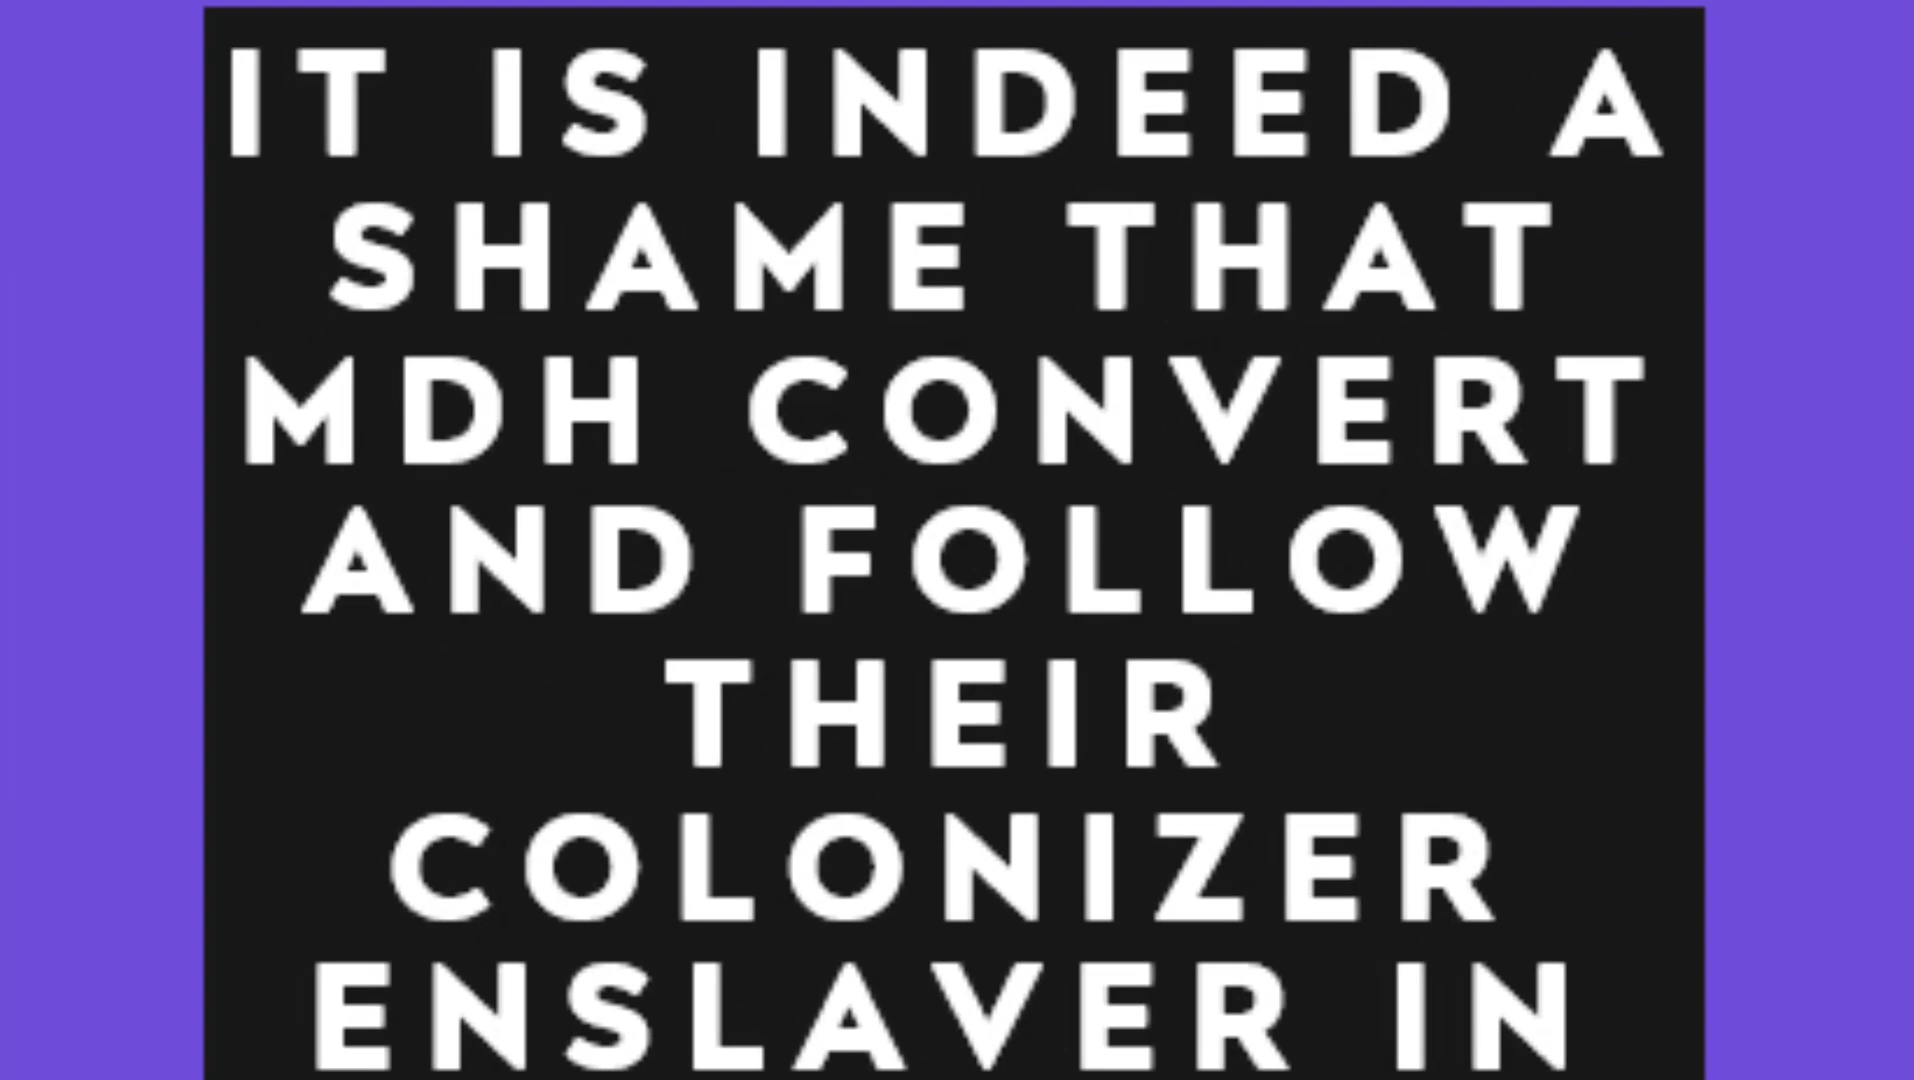 IT IS INDEED A
SHAME THAT
MDH CONVERT
AND FOLLOW
THEIR
COLONIZER
ENSLAVER IN